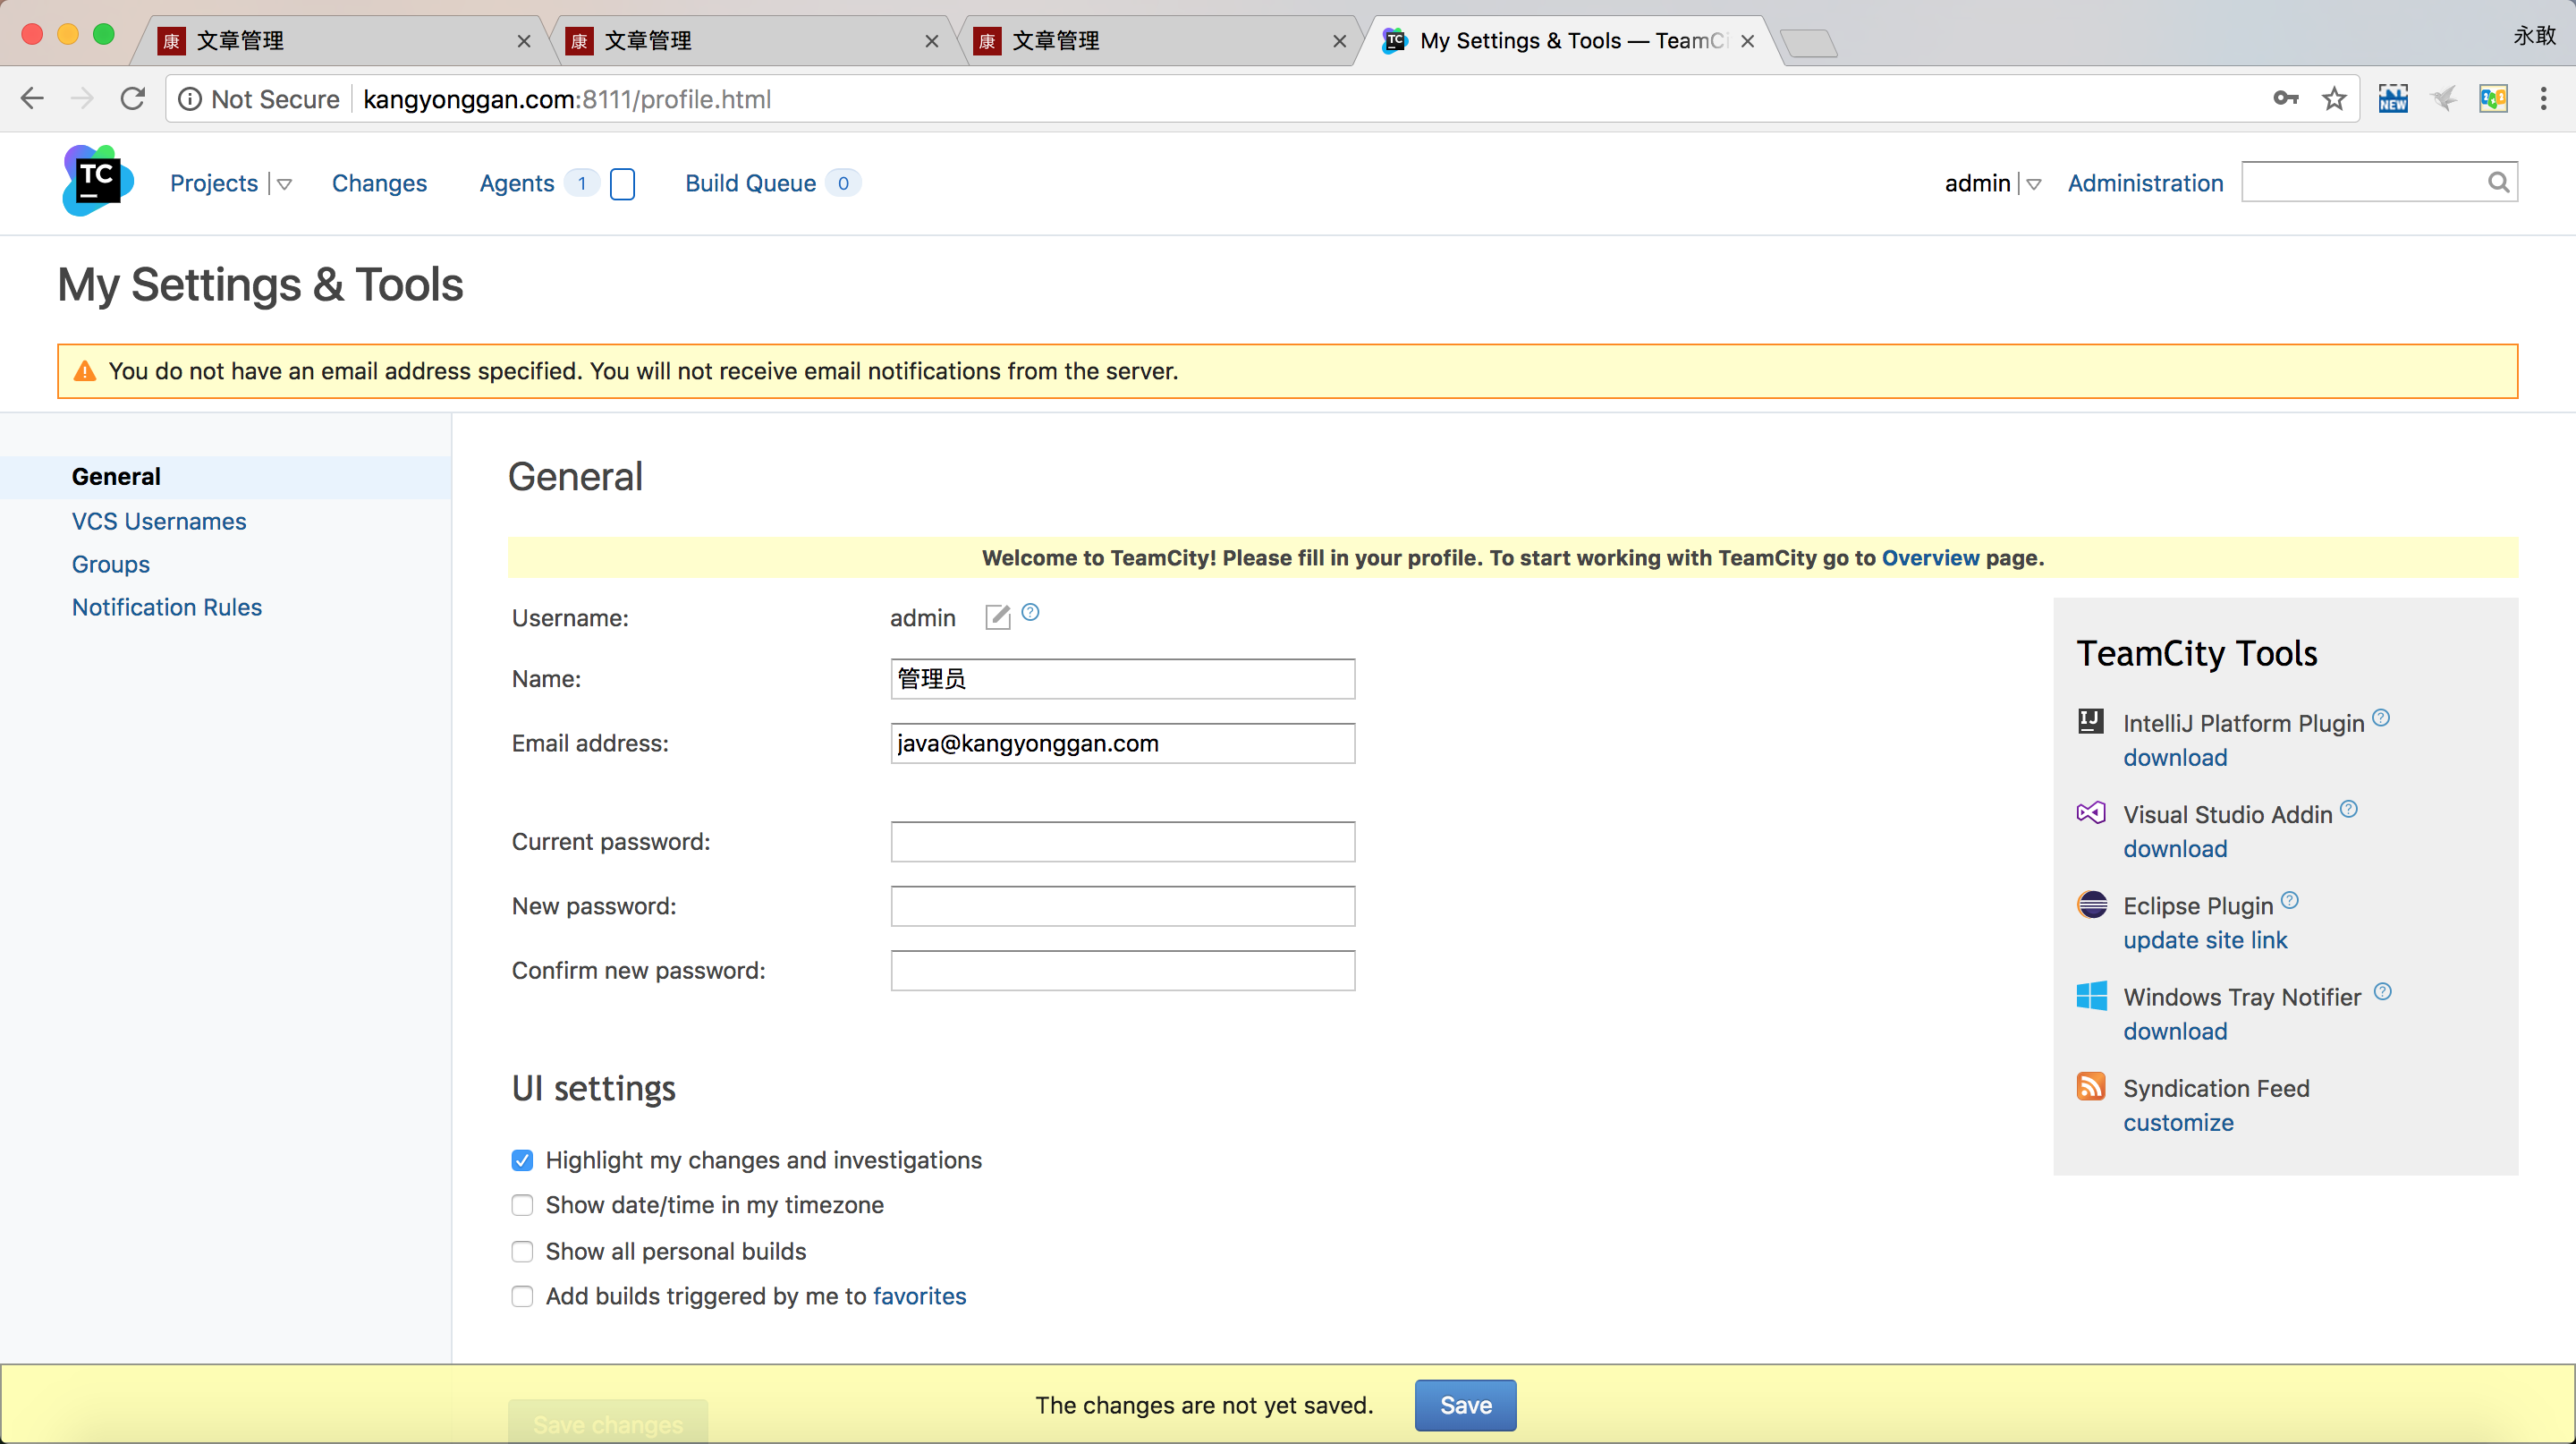 康 文章管理
康 文章管理
康 文章管理
TC My Settings & Tools — TeamCi
永敢
Not Secure kangyonggan.com:8111/profile.html
NEW
TC Projects Changes Agents 1 Build Queue 0 admin Administration
My Settings & Tools
You do not have an email address specified. You will not receive email notifications from the server.
General
VCS Usernames
Groups
Notification Rules
General
Welcome to TeamCity! Please fill in your profile. To start working with TeamCity go to Overview page.
Username: admin
Name: 管理员
Email address: java@kangyonggan.com
Current password:
New password:
Confirm new password:
UI settings
Highlight my changes and investigations
Show date/time in my timezone
Show all personal builds
Add builds triggered by me to favorites
TeamCity Tools
IJ IntelliJ Platform Plugin ?
download
Visual Studio Addin ?
download
Eclipse Plugin ?
update site link
Windows Tray Notifier ?
download
Syndication Feed
customize
The changes are not yet saved. Save
Save changes